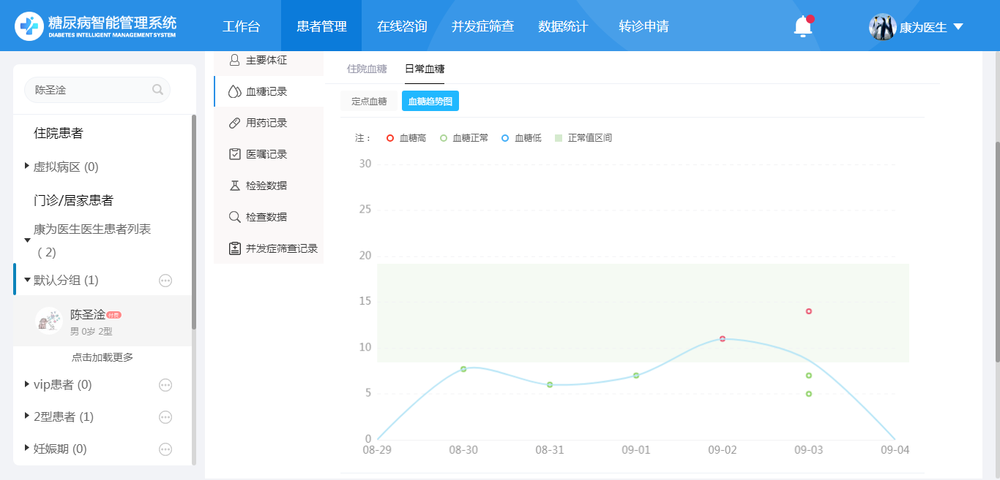 糖尿病智能管理系统
DIABETES INTELLIGENT MANAGEMENT SYSTEM
工作台 患者管理 在线咨询 并发症筛查 数据统计 转诊申请
康为医生
陈圣淦
住院患者
虚拟病区 (0)
门诊/居家患者
康为医生医生患者列表
( 2)
默认分组 (1)
陈圣淦 付费
男 0岁 2型
点击加载更多
vip患者 (0)
2型患者 (1)
妊娠期 (0)
主要体征
血糖记录
用药记录
医嘱记录
检验数据
检查数据
并发症筛查记录
住院血糖 日常血糖
定点血糖 血糖趋势图
注： 血糖高 血糖正常 血糖低 正常值区间
30
25
20
15
10
5
0
08-29 08-30 08-31 09-01 09-02 09-03 09-04